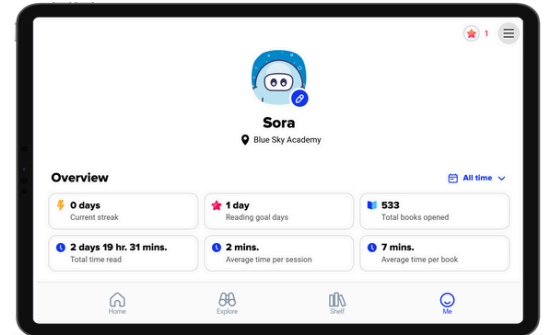 1
Sora
Blue Sky Academy
Overview
All time
0 days
Current streak
1 day
Reading goal days
533
Total books opened
2 days 19 hr. 31 mins.
Total time read
2 mins.
Average time per session
7 mins.
Average time per book
Home
Explore
Shelf
Me